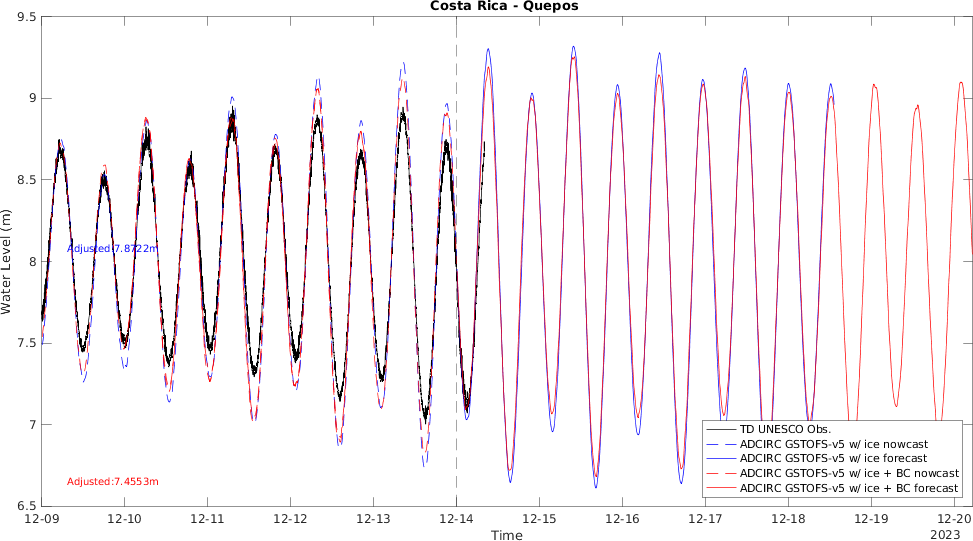 Costa Rica - Quepos
9.5
9
8.5
8
7.5
7
6.5
Water Level (m)
Adjusted:7.8722m
Adjusted:7.4553m
TD UNESCO Obs.
ADCIRC GSTOFS-v5 w/ ice nowcast
ADCIRC GSTOFS-v5 w/ ice forecast
ADCIRC GSTOFS-v5 w/ ice + BC nowcast
ADCIRC GSTOFS-v5 w/ ice + BC forecast
12-09 12-10 12-11 12-12 12-13 12-14 12-15 12-16 12-17 12-18 12-19 12-20
Time
2023